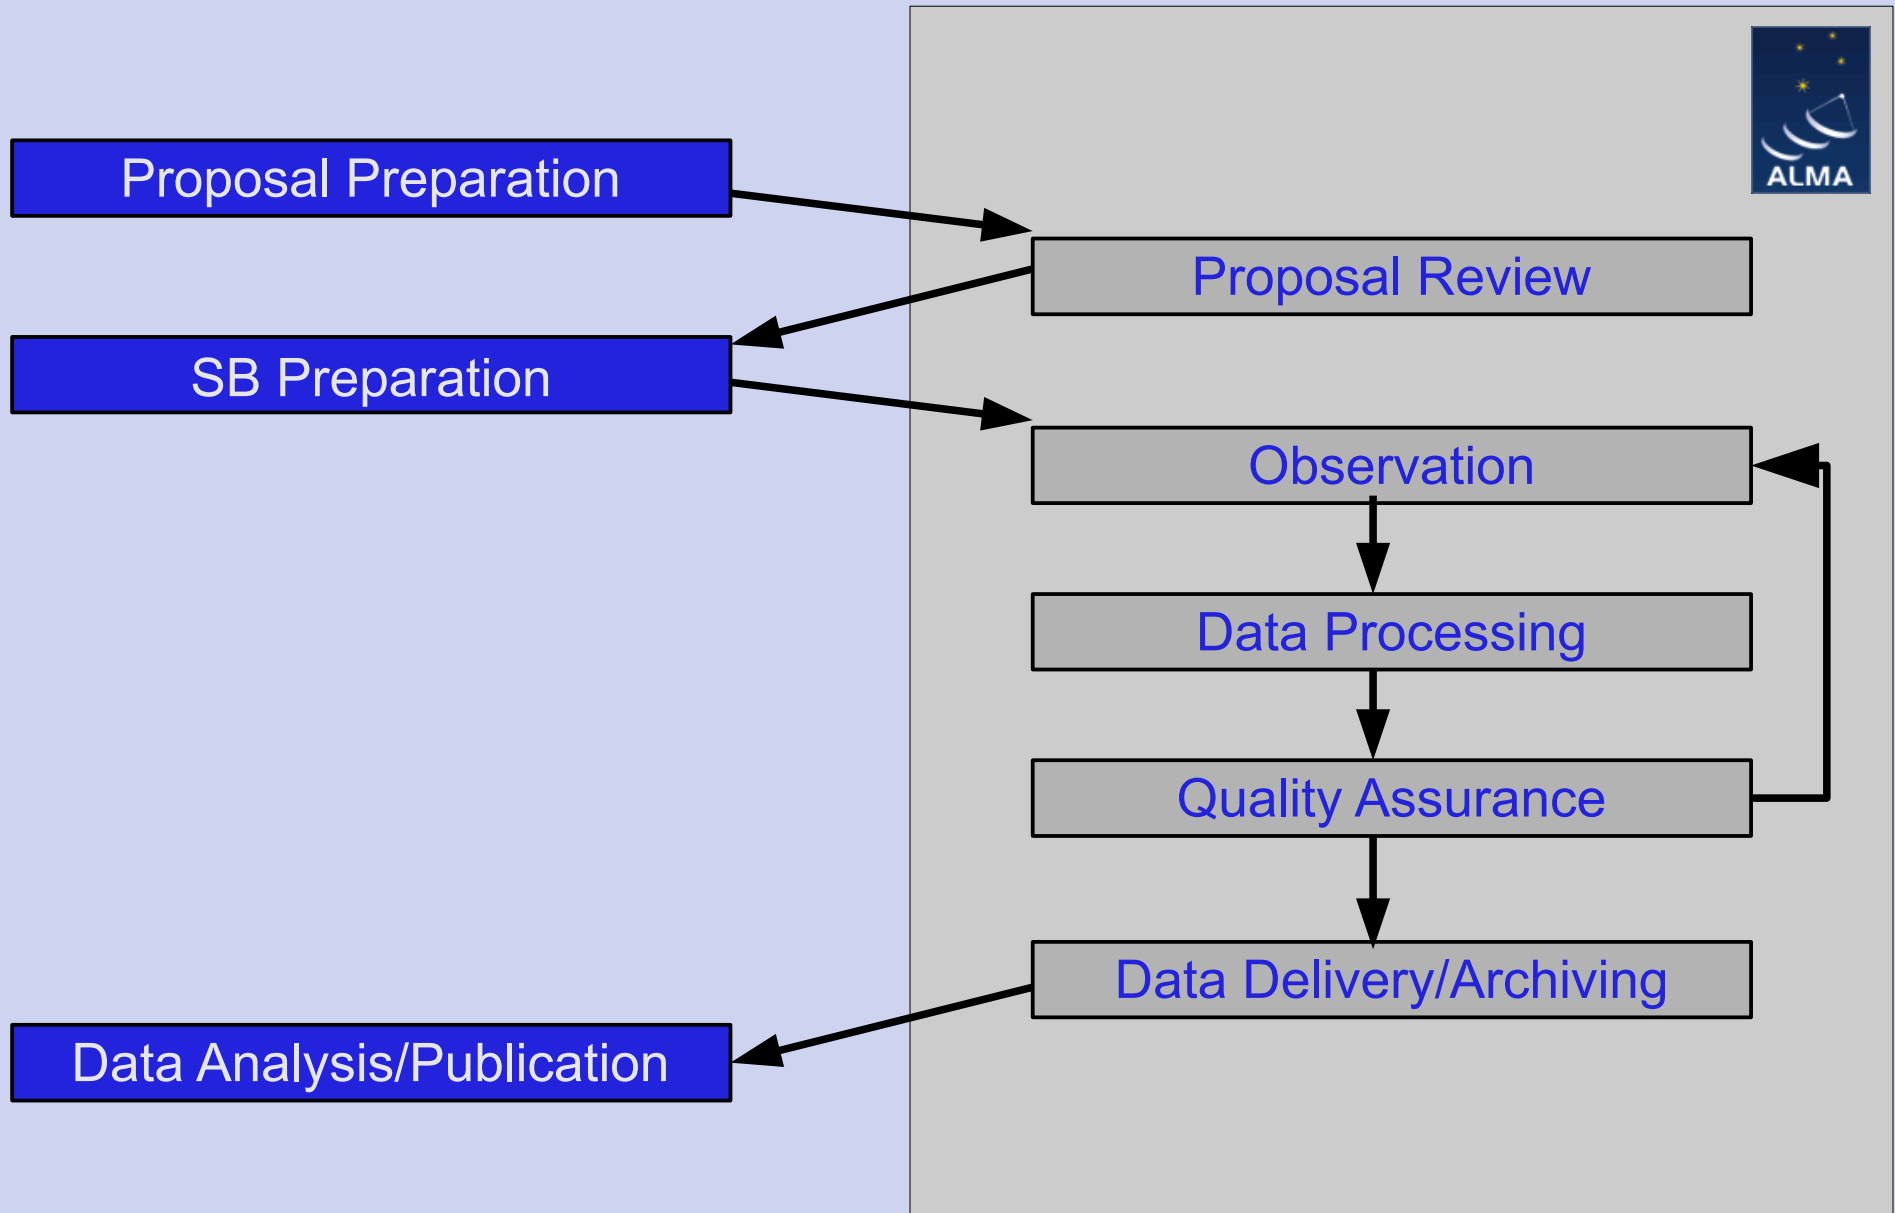 ALMA
Proposal Preparation
Proposal Review
SB Preparation
Observation
Data Processing
Quality Assurance
Data Delivery/Archiving
Data Analysis/Publication